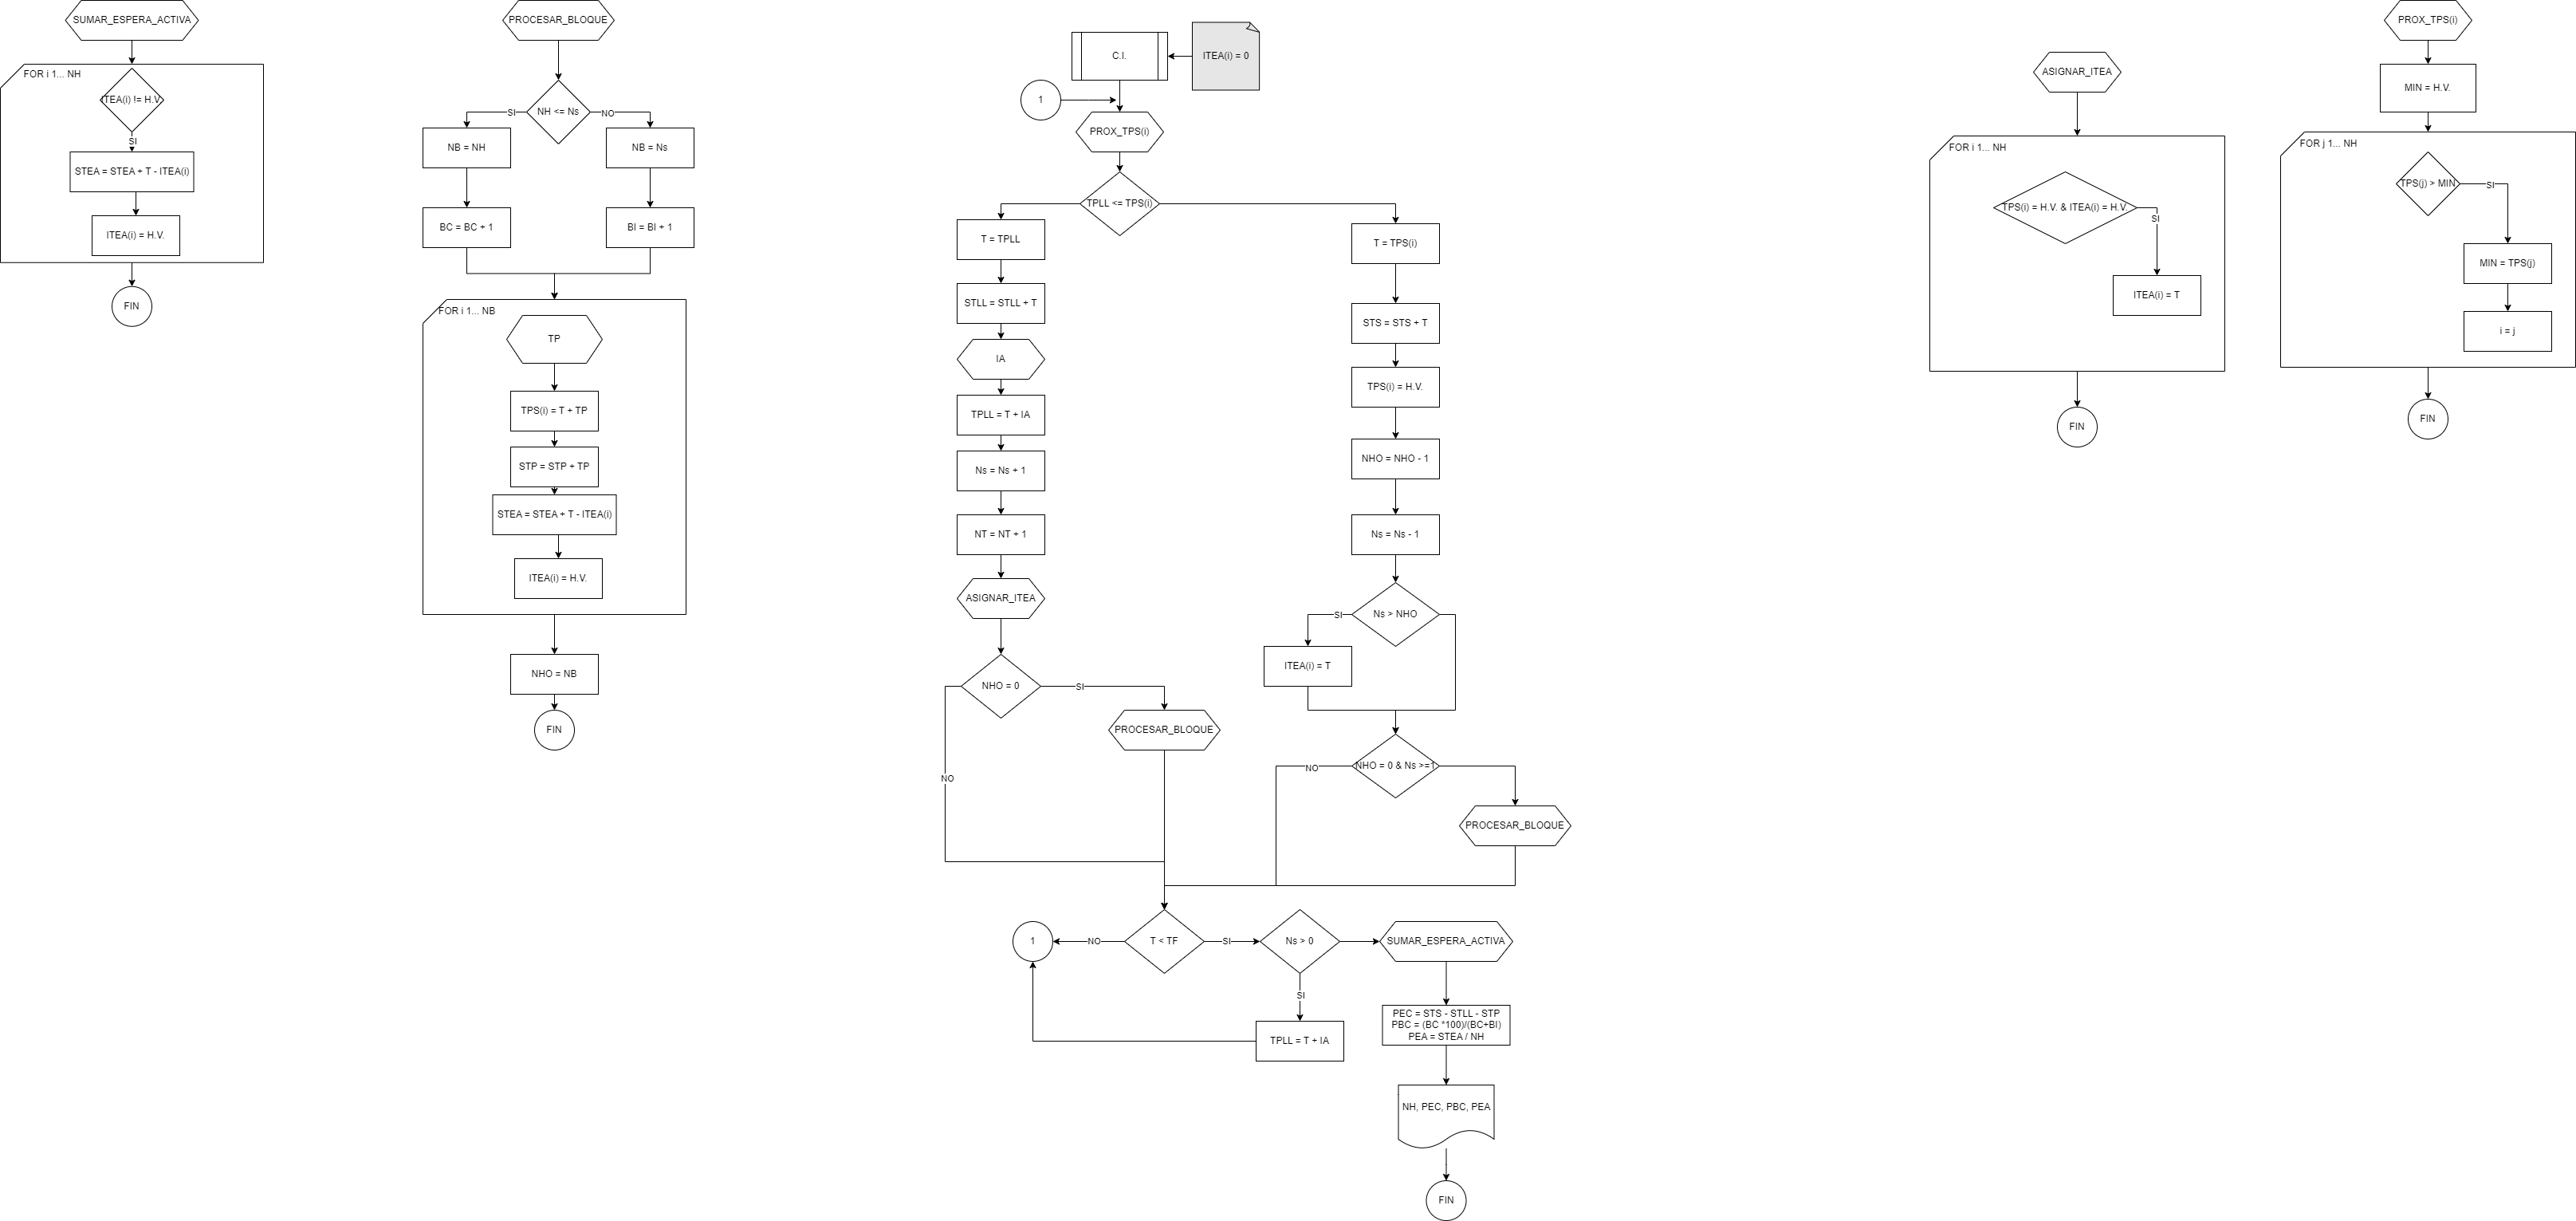 SUMAR_ESPERA_ACTIVA
FOR i 1... NH
ITEA(i) != H.V.
SI
STEA = STEA + T - ITEA(i)
ITEA(i) = H.V.
FIN
PROCESAR_BLOQUE
NH <= Ns
SI
NO
NB = NH
NB = Ns
BC = BC + 1
BI = BI + 1
FOR i 1... NB
TP
TPS(i) = T + TP
STP = STP + TP
STEA = STEA + T - ITEA(i)
ITEA(i) = H.V.
NHO = NB
FIN
C.I.
ITEA(i) = 0
1
PROX_TPS(i)
TPLL <= TPS(i)
T = TPLL
STLL = STLL + T
IA
TPLL = T + IA
Ns = Ns + 1
NT = NT + 1
ASIGNAR_ITEA
NHO = 0
SI
NO
PROCESAR_BLOQUE
T = TPS(i)
STS = STS + T
TPS(i) = H.V.
NHO = NHO - 1
Ns = Ns - 1
Ns > NHO
SI
ITEA(i) = T
NHO = 0 & Ns >=1
NO
PROCESAR_BLOQUE
1
NO
T < TF
SI
Ns > 0
SI
TPLL = T + IA
SUMAR_ESPERA_ACTIVA
PEC = STS - STLL - STP
PBC = (BC *100)/(BC+BI)
PEA = STEA / NH
NH, PEC, PBC, PEA
FIN
ASIGNAR_ITEA
FOR i 1... NH
TPS(i) = H.V. & ITEA(i) = H.V.
SI
ITEA(i) = T
FIN
PROX_TPS(i)
MIN = H.V.
FOR j 1... NH
TPS(j) > MIN
SI
MIN = TPS(j)
i = j
FIN